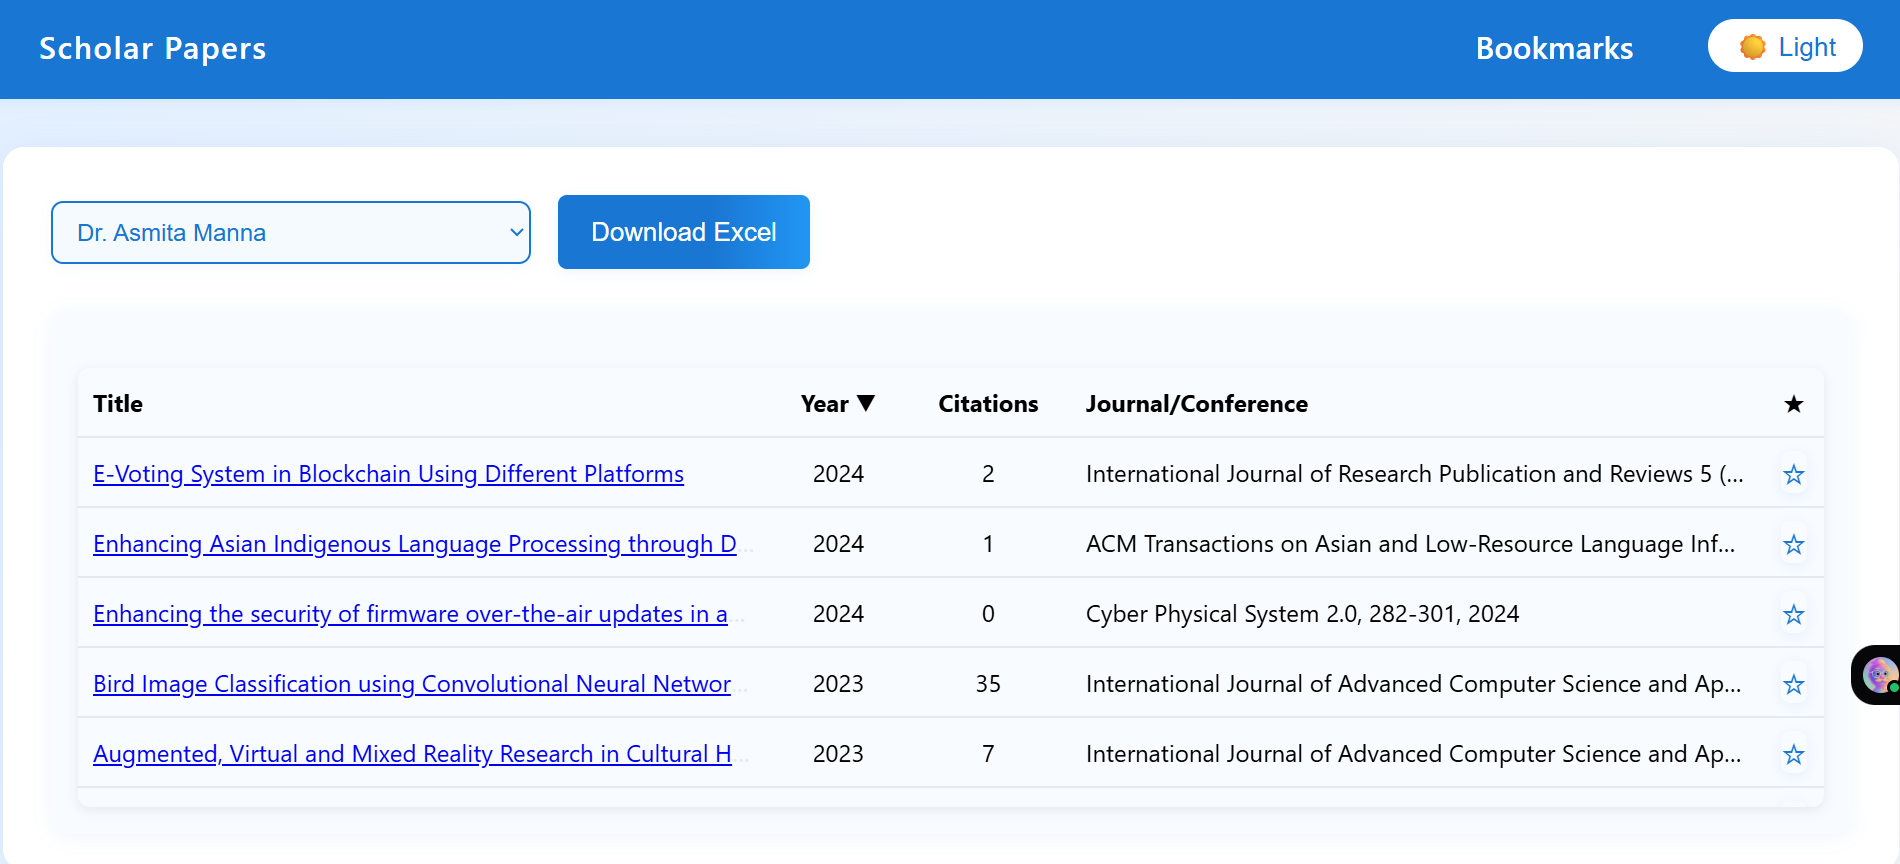 Scholar Papers Bookmarks Light
Dr. Asmita Manna Download Excel
Title Year ▼ Citations Journal/Conference ★
E-Voting System in Blockchain Using Different Platforms 2024 2 International Journal of Research Publication and Reviews 5 (...
Enhancing Asian Indigenous Language Processing through D... 2024 1 ACM Transactions on Asian and Low-Resource Language Inf...
Enhancing the security of firmware over-the-air updates in a... 2024 0 Cyber Physical System 2.0, 282-301, 2024
Bird Image Classification using Convolutional Neural Networ... 2023 35 International Journal of Advanced Computer Science and Ap...
Augmented, Virtual and Mixed Reality Research in Cultural H... 2023 7 International Journal of Advanced Computer Science and Ap...